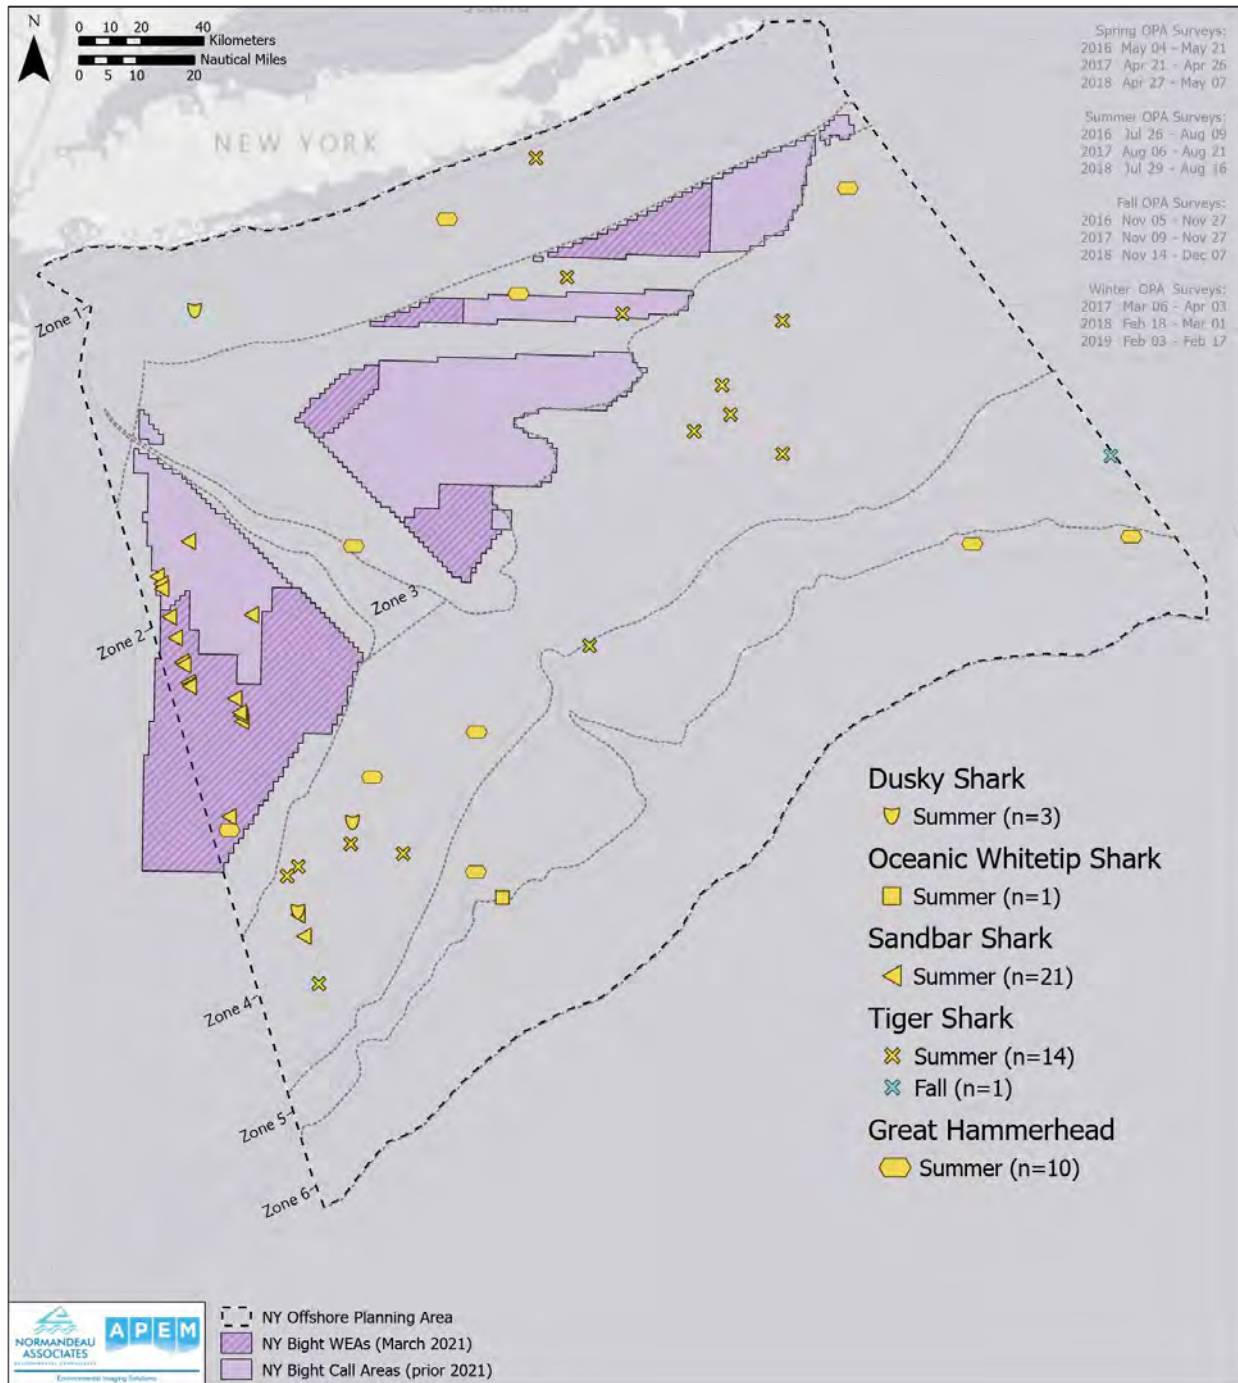 N
0 10 20 40
Kilometers
Nautical Miles
0 5 10 20
NEW YORK
Spring OPA Surveys:
2016 May 04 - May 21
2017 Apr 21 - Apr 26
2018 Apr 27 - May 07
Summer OPA Surveys:
2016 Jul 26 - Aug 09
2017 Aug 06 - Aug 21
2018 Jul 29 - Aug 16
Fall OPA Surveys:
2016 Nov 05 - Nov 27
2017 Nov 09 - Nov 27
2018 Nov 14 - Dec 07
Winter OPA Surveys:
2017 Mar 06 - Apr 03
2018 Feb 18 - Mar 01
2019 Feb 03 - Feb 17
Zone 1
Zone 2
Zone 3
Zone 4
Zone 5
Zone 6
Dusky Shark
Summer (n=3)
Oceanic Whitetip Shark
Summer (n=1)
Sandbar Shark
Summer (n=21)
Tiger Shark
Summer (n=14)
Fall (n=1)
Great Hammerhead
Summer (n=10)
NORMANDEAU
ASSOCIATES
ENVIRONMENTAL CONSULTANTS
APEM
Environmental Imaging Solutions
NY Offshore Planning Area
NY Bight WEAs (March 2021)
NY Bight Call Areas (prior 2021)